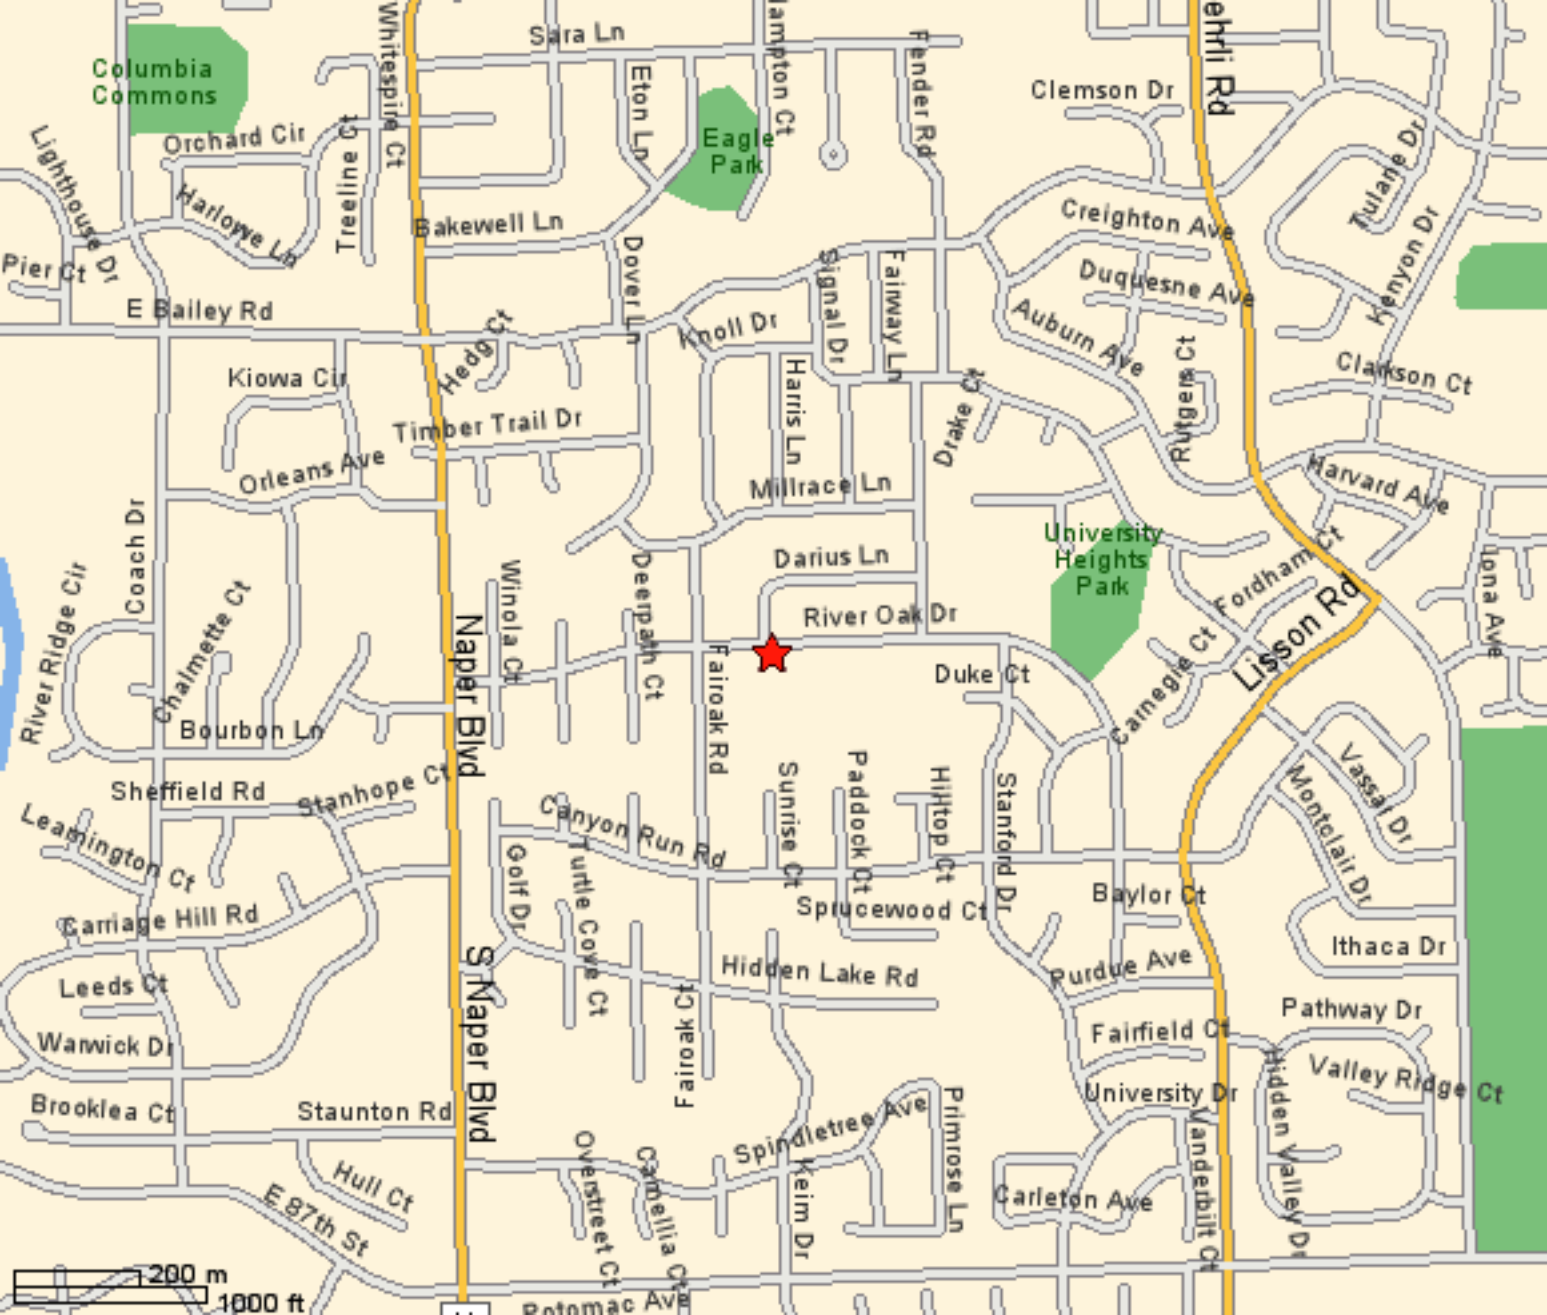 Sara Ln
Whitespire Ct
Hampton Ct
Fender Rd
ehrli Rd
Columbia
Commons
Eton Ln
Clemson Dr
Orchard Cir
Eagle
Park
Lighthouse Dr
Treeline Ct
Tulane Dr
Harlowe Ln
Bakewell Ln
Creighton Ave
Kenyon Dr
Pier Ct
Dover Ln
Signal Dr
Fairway Ln
Duquesne Ave
E Bailey Rd
Hedg Ct
Knoll Dr
Auburn Ave
Rutgers Ct
Kiowa Cir
Harris Ln
Drake Ct
Clarkson Ct
Timber Trail Dr
Orleans Ave
Millrace Ln
Harvard Ave
Coach Dr
University
Heights
Park
Fordham Ct
Darius Ln
Iona Ave
River Ridge Cir
Chalmette Ct
Winola Ct
Deerpath Ct
River Oak Dr
Lisson Rd
Naper Blvd
Fairoak Rd
Duke Ct
Carnegie Ct
Bourbon Ln
Vassar Dr
Sheffield Rd
Stanhope Ct
Sunrise Ct
Paddock Ct
Hilltop Ct
Stanford Dr
Montclair Dr
Leamington Ct
Canyon Run Rd
Golf Dr
Turtle Cove Ct
Baylor Ct
Carriage Hill Rd
Sprucewood Ct
Ithaca Dr
Leeds Ct
S Naper Blvd
Hidden Lake Rd
Purdue Ave
Fairoak Ct
Pathway Dr
Warwick Dr
Fairfield Ct
Valley Ridge Ct
Brooklea Ct
Staunton Rd
Spindletree Ave
Primrose Ln
University Dr
Hidden Valley Dr
Vanderbilt Ct
Hull Ct
Overstreet Ct
Camellia Ct
Keim Dr
Carleton Ave
E 87th St
200 m
1000 ft
Potomac Ave